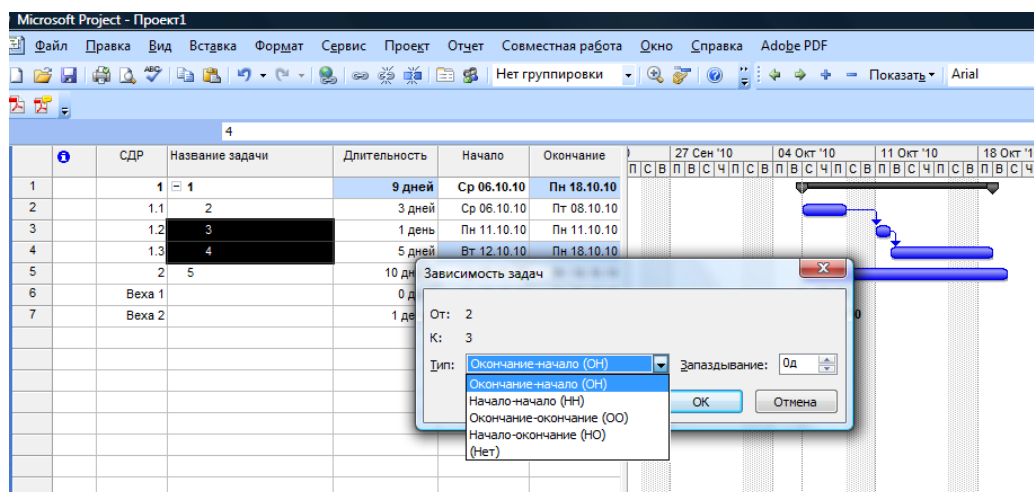 Microsoft Project - Проект1
Файл Правка Вид Вставка Формат Сервис Проект Отчет Совместная работа Окно Справка Adobe PDF
ABC Нет группировки Показать Arial
4
СДР Название задачи Длительность Начало Окончание 27 Сен '10 04 Окт '10 11 Окт '10 18 Окт '1
П С В П В С Ч П С В П В С Ч П С В П В С Ч П С В П В С Ч
1 1 1 9 дней Ср 06.10.10 Пн 18.10.10
2 1.1 2 3 дней Ср 06.10.10 Пт 08.10.10
3 1.2 3 1 день Пн 11.10.10 Пн 11.10.10
4 1.3 4 5 дней Вт 12.10.10 Пн 18.10.10
5 2 5 10 дн
6 Веха 1 0 д
7 Веха 2 1 де
Зависимость задач
От: 2
К: 3
Тип: Окончание-начало (ОН) Запаздывание: 0д
Окончание-начало (ОН)
Начало-начало (НН)
Окончание-окончание (ОО)
Начало-окончание (НО)
(Нет)
ОК Отмена